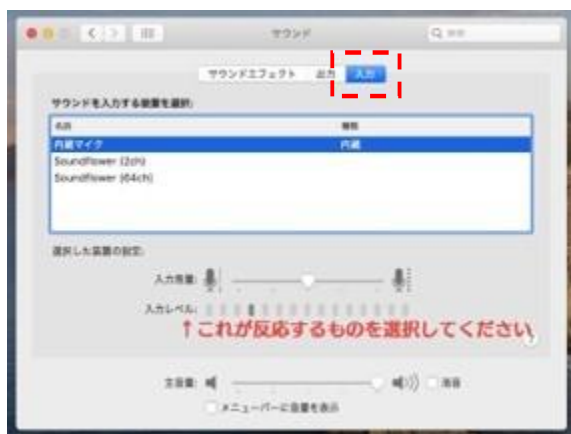 サウンド
検索
サウンドエフェクト 出力 入力
サウンドを入力する装置を選択:
名前 種類
内蔵マイク 内蔵
Soundflower (2ch)
Soundflower (64ch)
選択した装置の設定:
入力音量:
入力レベル:
↑これが反応するものを選択してください
?
主音量: 消音
メニューバーに音量を表示